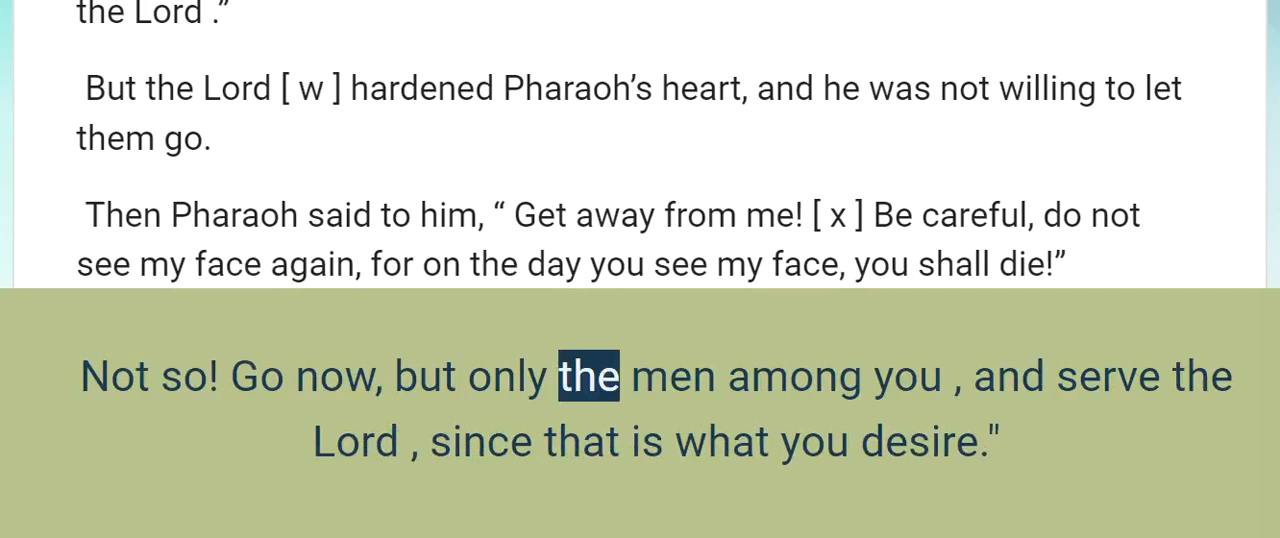 the Lord .”
But the Lord [ w ] hardened Pharaoh’s heart, and he was not willing to let
them go.
Then Pharaoh said to him, “ Get away from me! [ x ] Be careful, do not
see my face again, for on the day you see my face, you shall die!”
Not so! Go now, but only the men among you , and serve the
Lord , since that is what you desire."